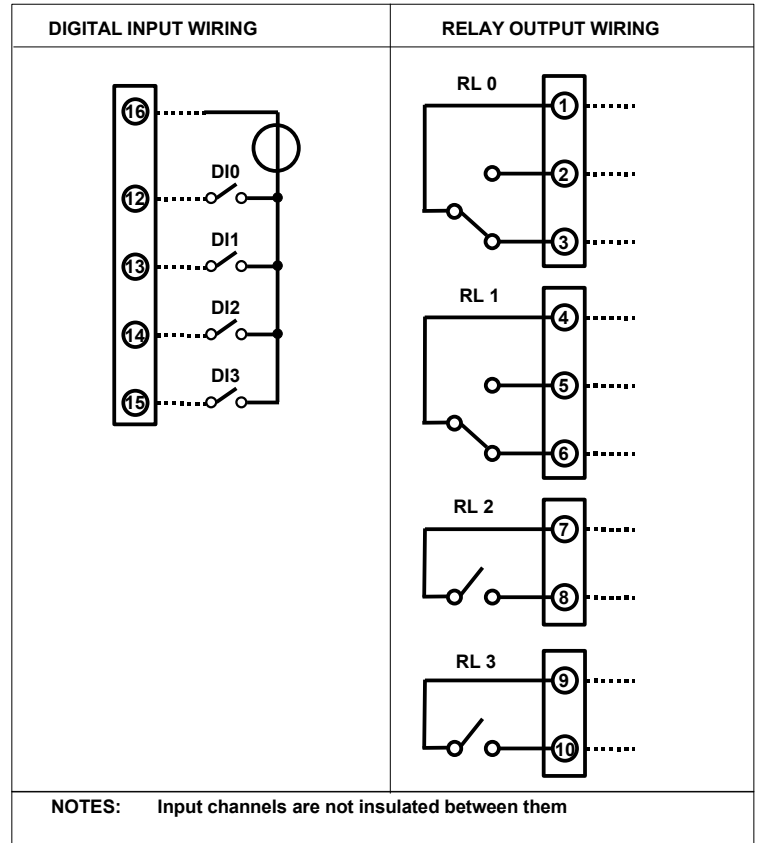 DIGITAL INPUT WIRING
16
DI0
12
DI1
13
DI2
14
DI3
15
RELAY OUTPUT WIRING
RL 0
1
2
3
RL 1
4
5
6
RL 2
7
8
RL 3
9
10
NOTES: Input channels are not insulated between them